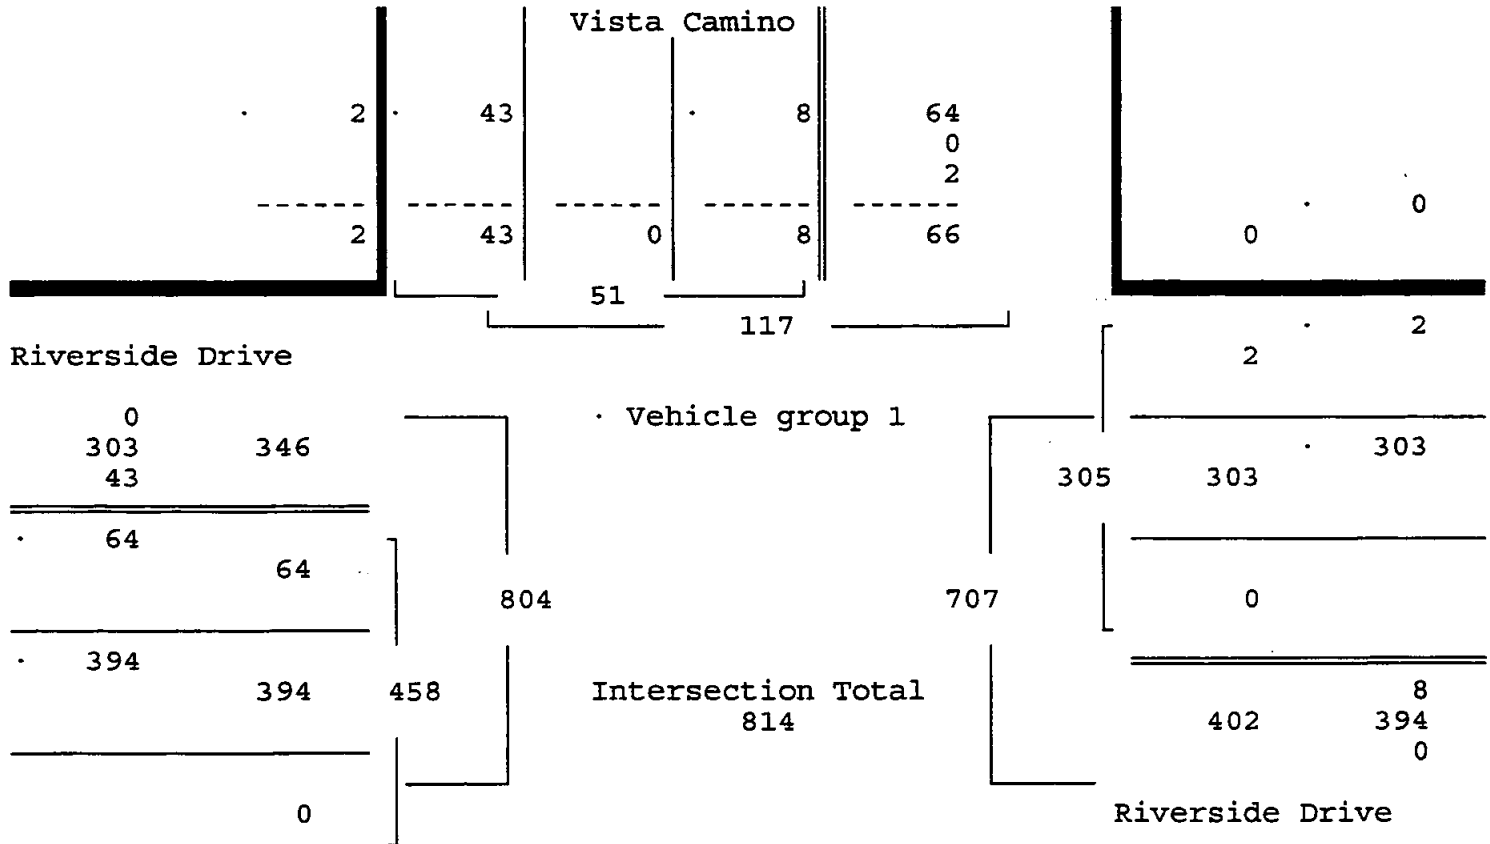 Vista Camino
2 43 8 64
0
2
------ ------ ------ ------ ------
0
2 43 0 8 66 0
51
117 2
Riverside Drive 2
0 Vehicle group 1
303 346 303
43 305 303
64
64
804 707 0
394
394 458 Intersection Total 8
814 402 394
0
0 Riverside Drive